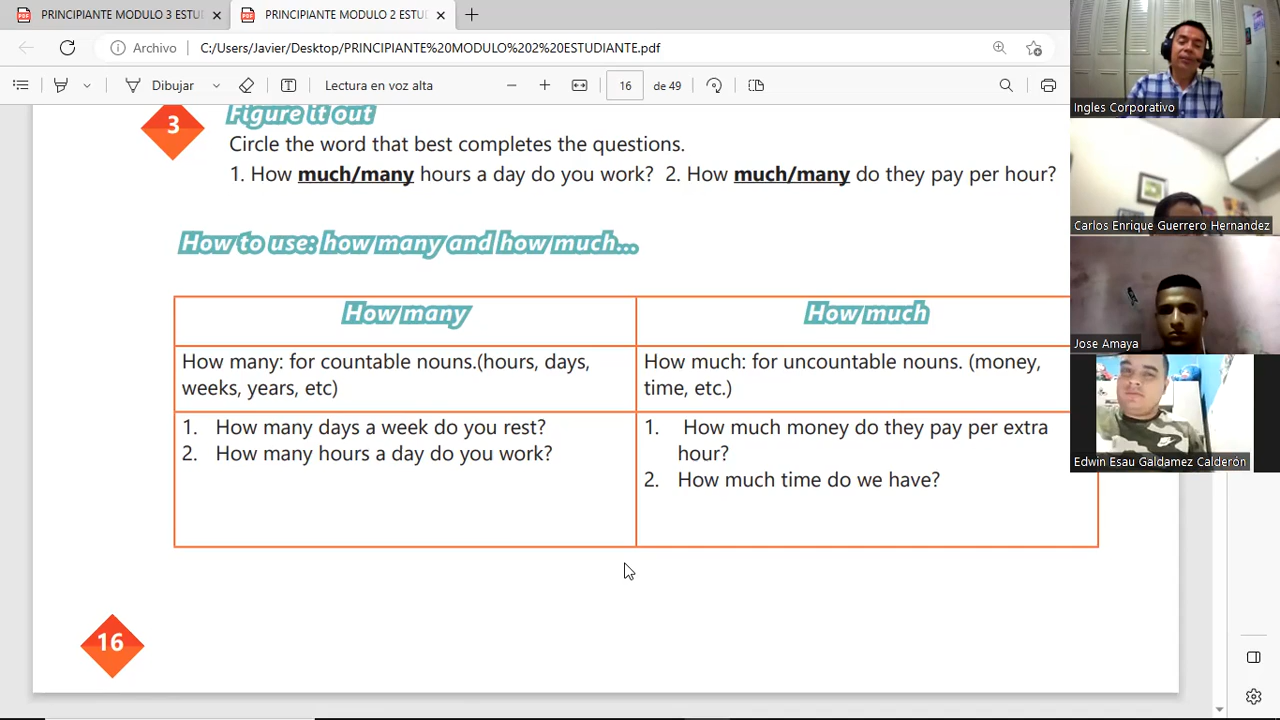 PRINCIPIANTE MODULO 3 ESTU
PRINCIPIANTE MODULO 2 ESTU
Archivo
C:/Users/Javier/Desktop/PRINCIPIANTE%20MODULO%202%20ESTUDIANTE.pdf
Dibujar
Lectura en voz alta
16
de 49
3
Figure it out
Circle the word that best completes the questions.
1. How much/many hours a day do you work? 2. How much/many do they pay per hour?
How to use: how many and how much...
How many
How many: for countable nouns.(hours, days,
weeks, years, etc)
1. How many days a week do you rest?
2. How many hours a day do you work?
How much
How much: for uncountable nouns. (money,
time, etc.)
1. How much money do they pay per extra
hour?
2. How much time do we have?
16
Ingles Corporativo
Carlos Enrique Guerrero Hernandez
Jose Amaya
Edwin Esau Galdamez Calderón